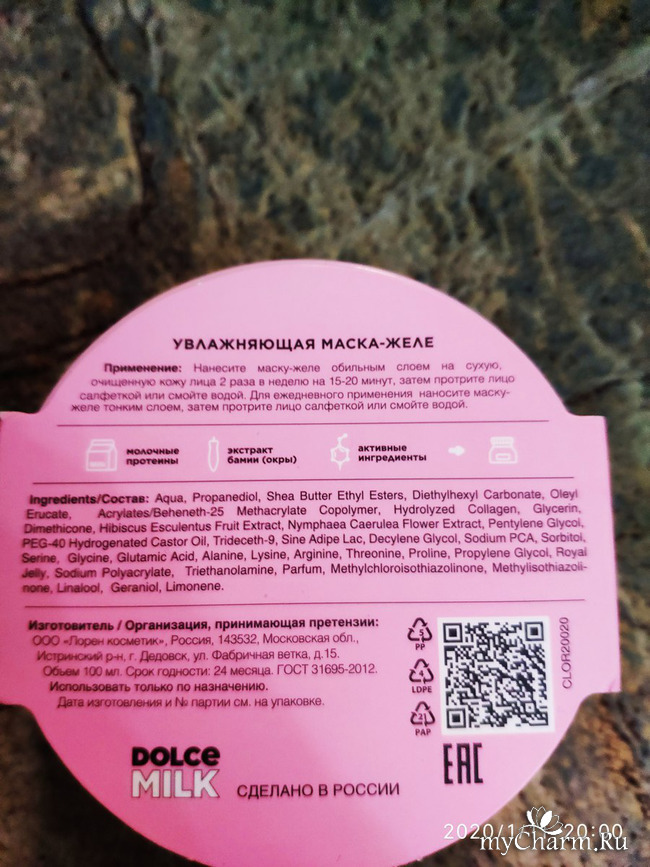 УВЛАЖНЯЮЩАЯ МАСКА-ЖЕЛЕ
Применение: Нанесите маску-желе обильным слоем на сухую,
очищенную кожу лица 2 раза в неделю на 15-20 минут, затем протрите лицо
салфеткой или смойте водой. Для ежедневного применения наносите маску-
желе тонким слоем, затем протрите лицо салфеткой или смойте водой.
молочные протеины
экстракт бамии (окры)
активные ингредиенты
Ingredients/Состав: Aqua, Propanediol, Shea Butter Ethyl Esters, Diethylhexyl Carbonate, Oleyl
Erucate, Acrylates/Beheneth-25 Methacrylate Copolymer, Hydrolyzed Collagen, Glycerin,
Dimethicone, Hibiscus Esculentus Fruit Extract, Nymphaea Caerulea Flower Extract, Pentylene Glycol,
PEG-40 Hydrogenated Castor Oil, Trideceth-9, Sine Adipe Lac, Decylene Glycol, Sodium PCA, Sorbitol,
Serine, Glycine, Glutamic Acid, Alanine, Lysine, Arginine, Threonine, Proline, Propylene Glycol, Royal
Jelly, Sodium Polyacrylate, Triethanolamine, Parfum, Methylchloroisothiazolinone, Methylisothiazoli-
none, Linalool, Geraniol, Limonene.
Изготовитель / Организация, принимающая претензии:
ООО «Лорен косметик», Россия, 143532, Московская обл.,
Истринский р-н, г. Дедовск, ул. Фабричная ветка, д.15.
Объем 100 мл. Срок годности: 24 месяца. ГОСТ 31695-2012.
Использовать только по назначению.
Дата изготовления и № партии см. на упаковке.
5
PP
4
LDPE
21
PAP
CLOR20020
DOLCE
MILK
СДЕЛАНО В РОССИИ
EAC
2020/1/ 20:00
myCharm.Ru